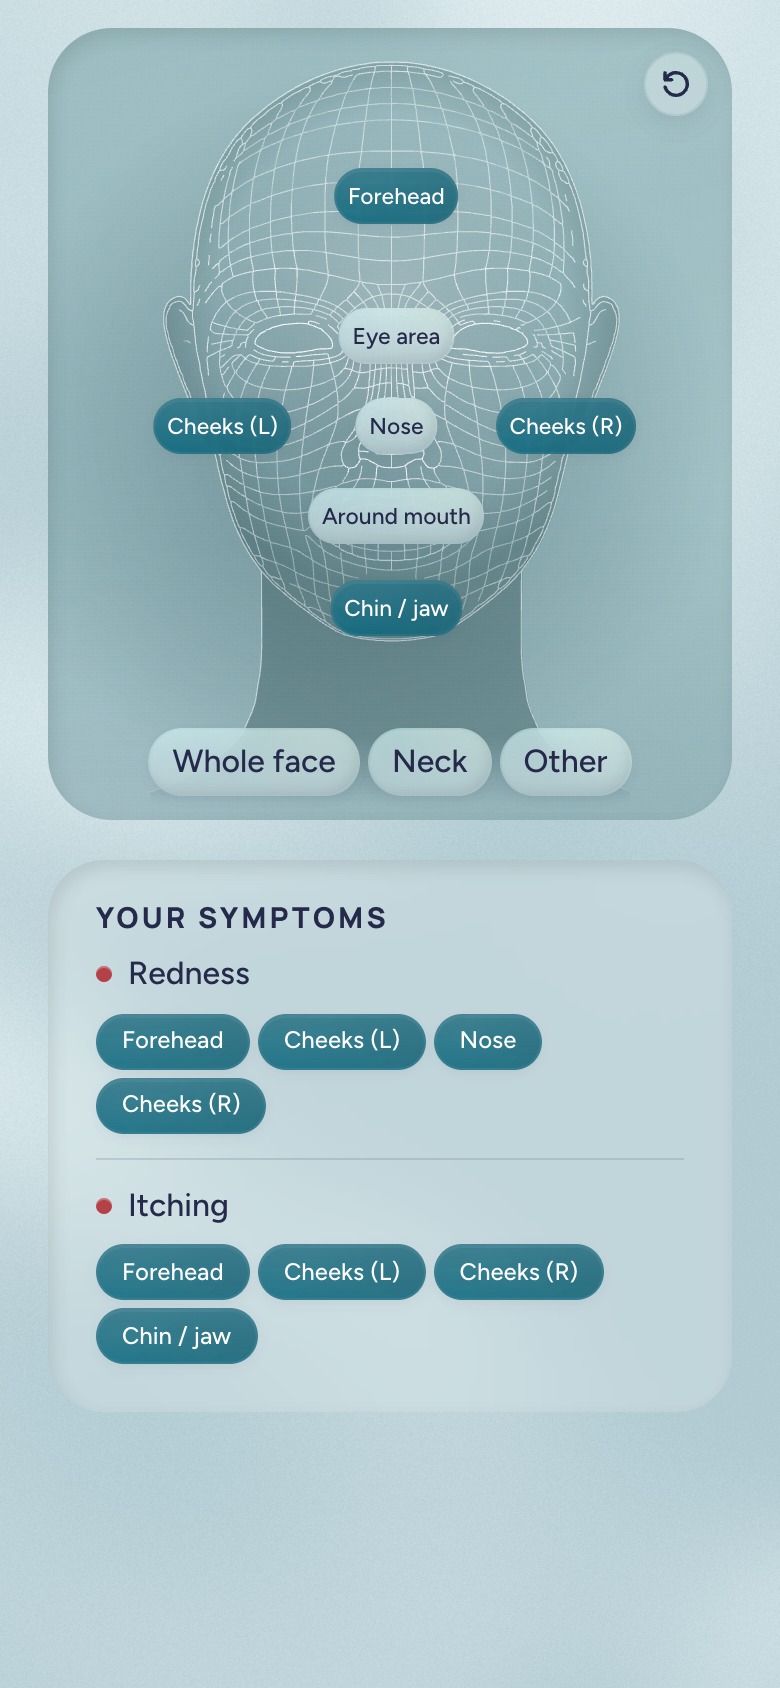 Forehead
Eye area
Cheeks (L) Nose Cheeks (R)
Around mouth
Chin / jaw
Whole face Neck Other
YOUR SYMPTOMS
Redness
Forehead Cheeks (L) Nose
Cheeks (R)
Itching
Forehead Cheeks (L) Cheeks (R)
Chin / jaw